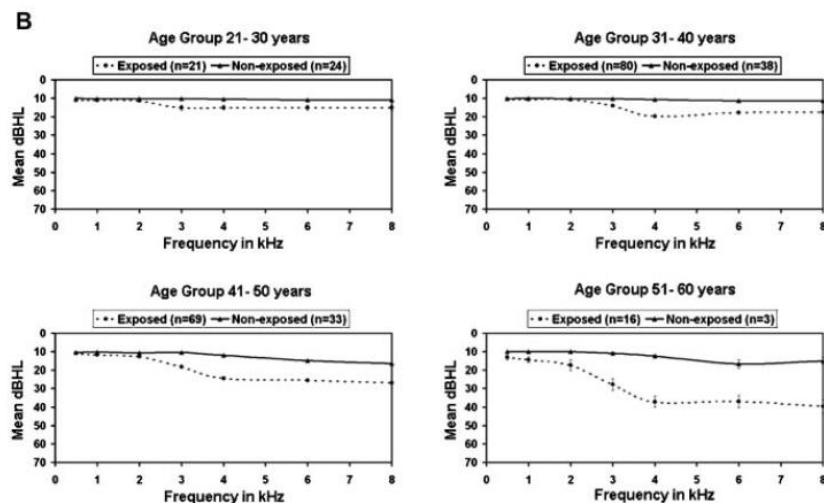 B
Age Group 21- 30 years
Exposed (n=21) Non-exposed (n=24)
0
10
20
30
40
50
60
70
Mean dBHL
0 1 2 3 4 5 6 7 8
Frequency in kHz
Age Group 31- 40 years
Exposed (n=80) Non-exposed (n=38)
0
10
20
30
40
50
60
70
Mean dBHL
0 1 2 3 4 5 6 7 8
Frequency in kHz
Age Group 41- 50 years
Exposed (n=69) Non-exposed (n=33)
0
10
20
30
40
50
60
70
Mean dBHL
0 1 2 3 4 5 6 7 8
Frequency in kHz
Age Group 51- 60 years
Exposed (n=16) Non-exposed (n=3)
0
10
20
30
40
50
60
70
Mean dBHL
0 1 2 3 4 5 6 7 8
Frequency in kHz